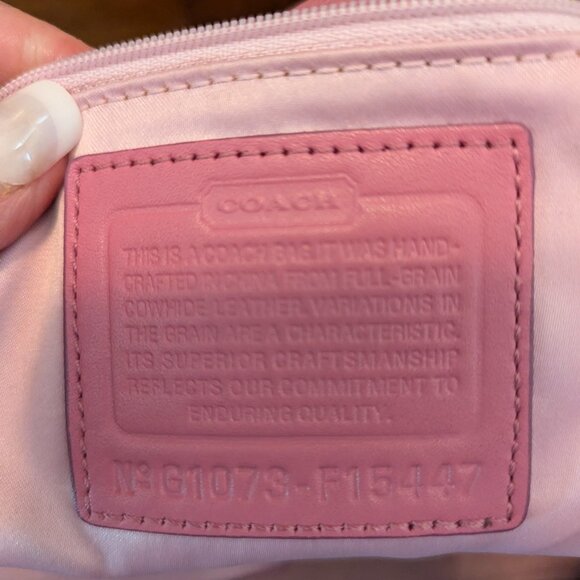 COACH
THIS IS A COACH BAG. IT WAS HAND-
CRAFTED IN CHINA FROM FULL-GRAIN
COWHIDE LEATHER. VARIATIONS IN
THE GRAIN ARE A CHARACTERISTIC.
ITS SUPERIOR CRAFTSMANSHIP
REFLECTS OUR COMMITMENT TO
ENDURING QUALITY.
Nº G1073-F15447